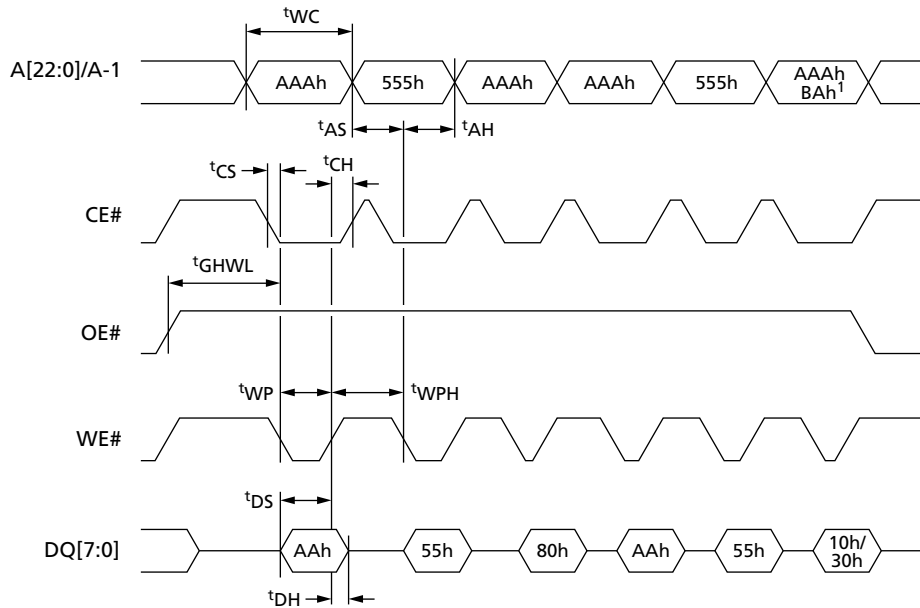 tWC
A[22:0]/A-1
AAAh
555h
AAAh
AAAh
555h
AAAh
BAh1
tAS
tAH
tCS
tCH
CE#
tGHWL
OE#
tWP
tWPH
WE#
tDS
DQ[7:0]
AAh
55h
80h
AAh
55h
10h/
30h
tDH